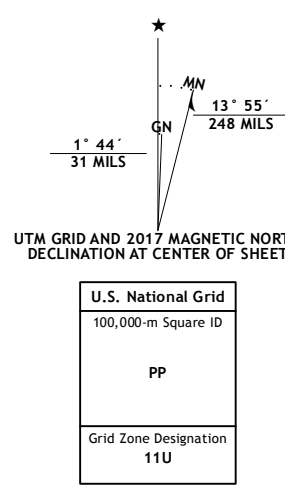 ★
MN
GN
13° 55´
248 MILS
1° 44´
31 MILS
UTM GRID AND 2017 MAGNETIC NORT
DECLINATION AT CENTER OF SHEET
U.S. National Grid
100,000-m Square ID
PP
Grid Zone Designation
11U